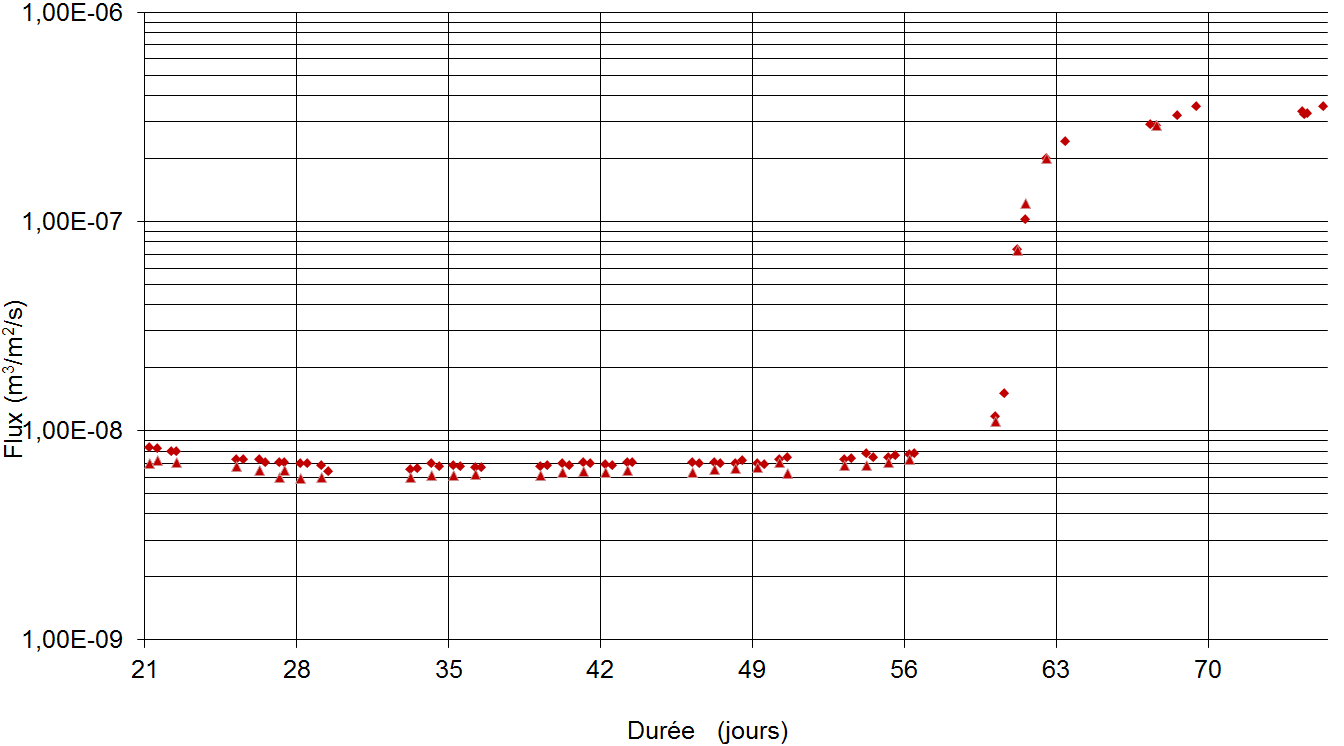 1,00E-06
1,00E-07
1,00E-08
1,00E-09
Flux (m³/m²/s)
21 28 35 42 49 56 63 70
Durée (jours)